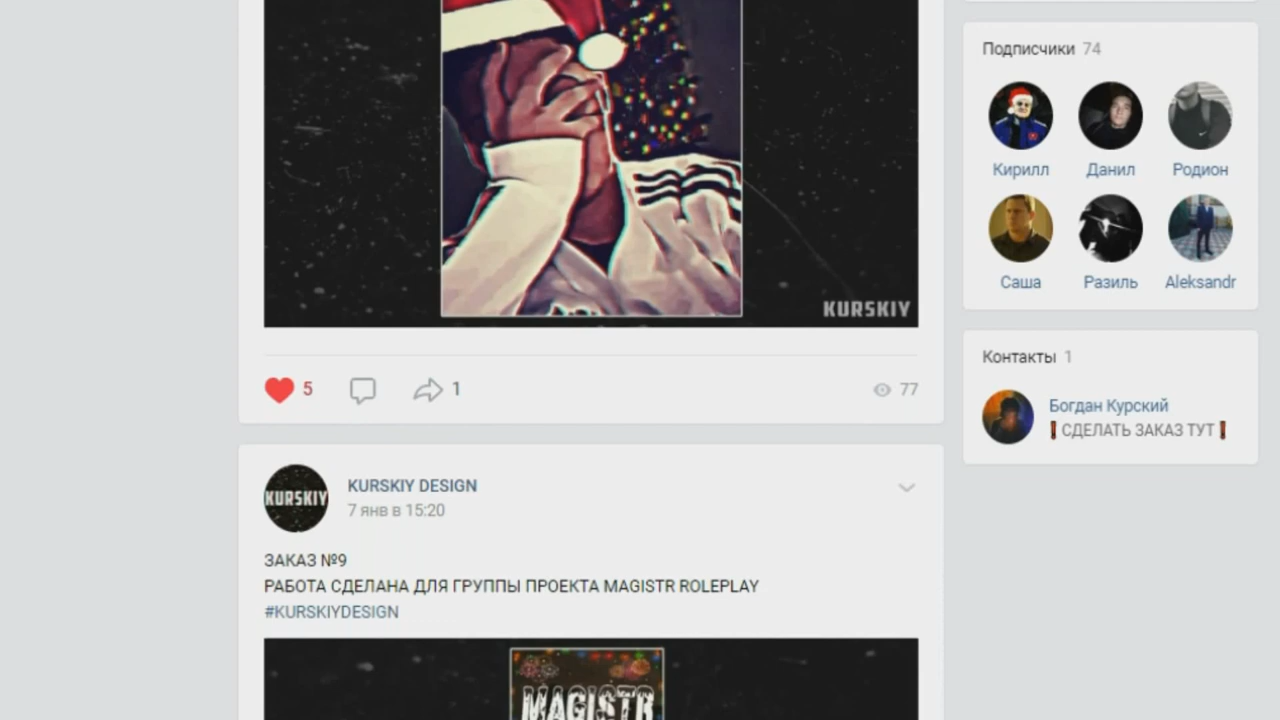 KURSKIY
5
1
77
KURSKIY
KURSKIY DESIGN
7 янв в 15:20
ЗАКАЗ №9
РАБОТА СДЕЛАНА ДЛЯ ГРУППЫ ПРОЕКТА MAGISTR ROLEPLAY
#KURSKIYDESIGN
MAGISTR
Подписчики 74
Кирилл
Данил
Родион
Саша
Разиль
Aleksandr
Контакты 1
Богдан Курский
❗СДЕЛАТЬ ЗАКАЗ ТУТ❗